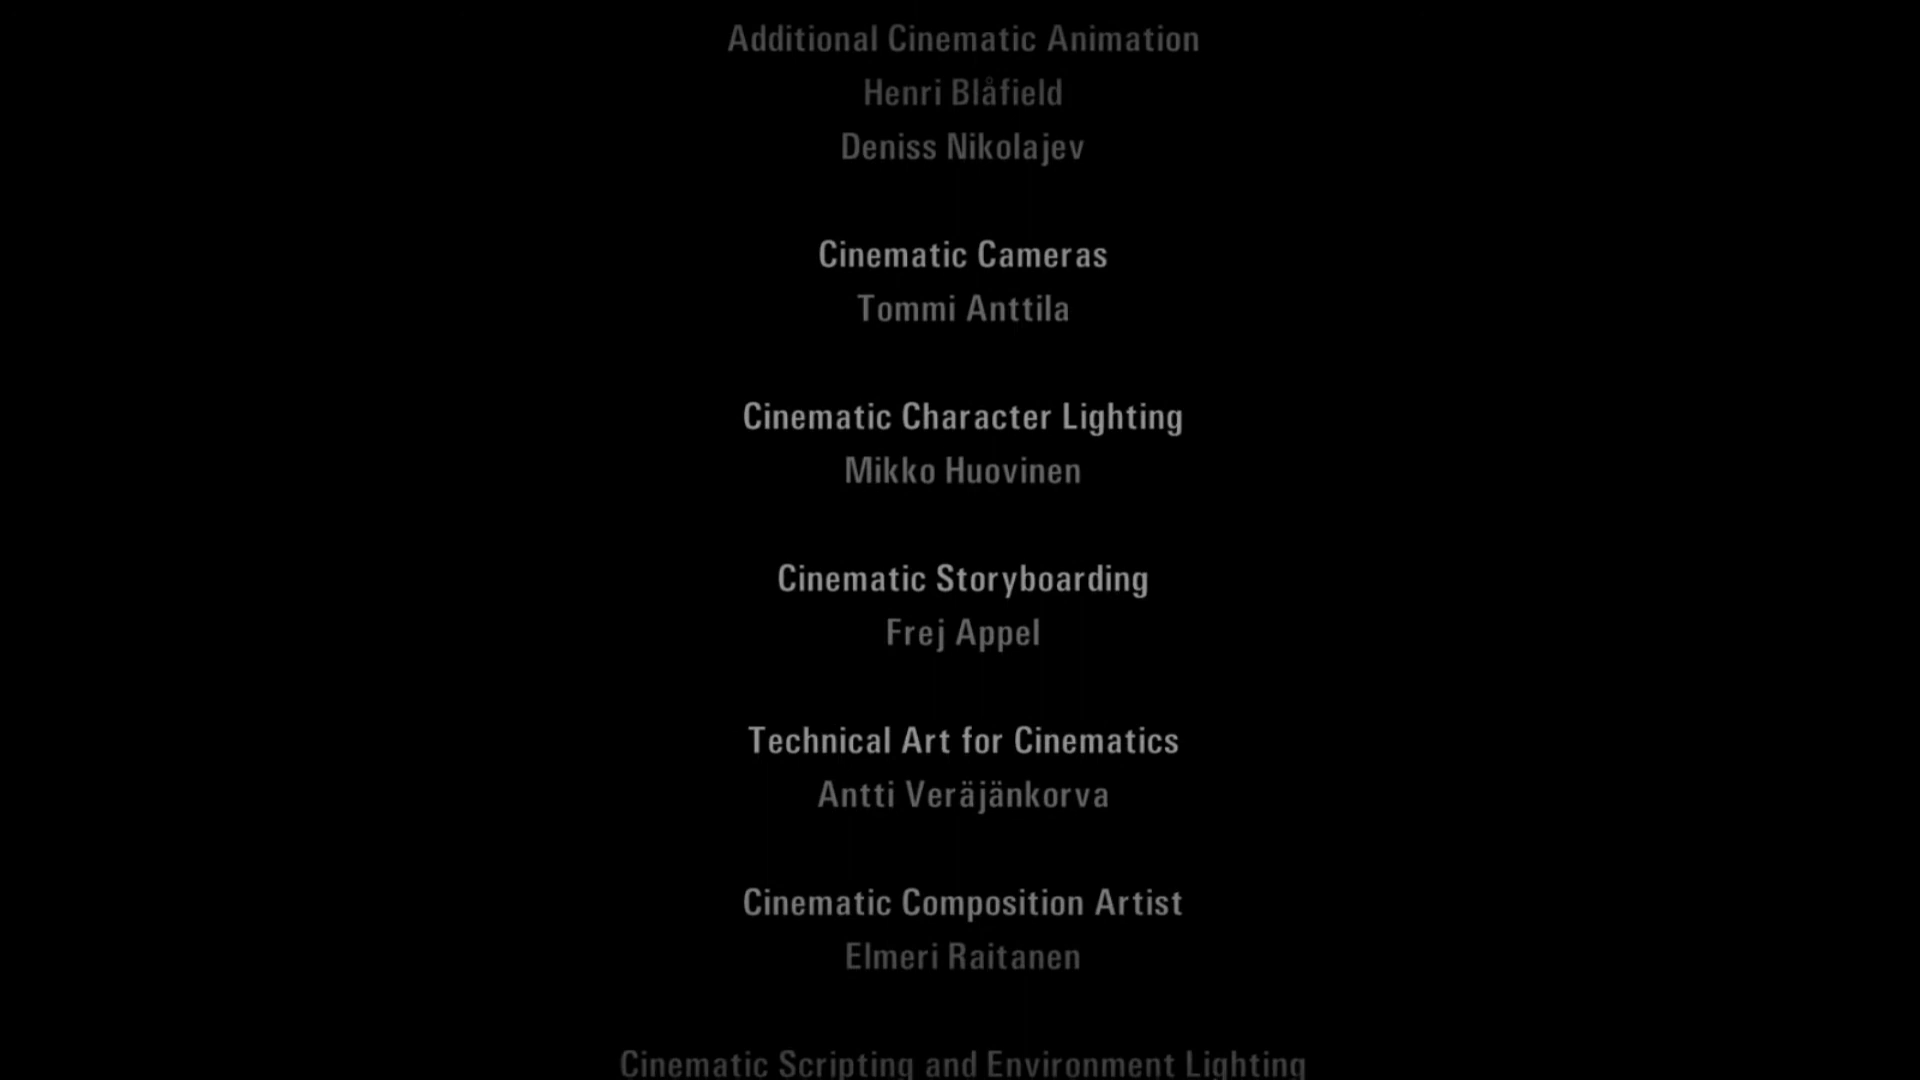 Additional Cinematic Animation
Henri Blåfield
Deniss Nikolajev
Cinematic Cameras
Tommi Anttila
Cinematic Character Lighting
Mikko Huovinen
Cinematic Storyboarding
Frej Appel
Technical Art for Cinematics
Antti Veräjänkorva
Cinematic Composition Artist
Elmeri Raitanen
Cinematic Scripting and Environment Lighting